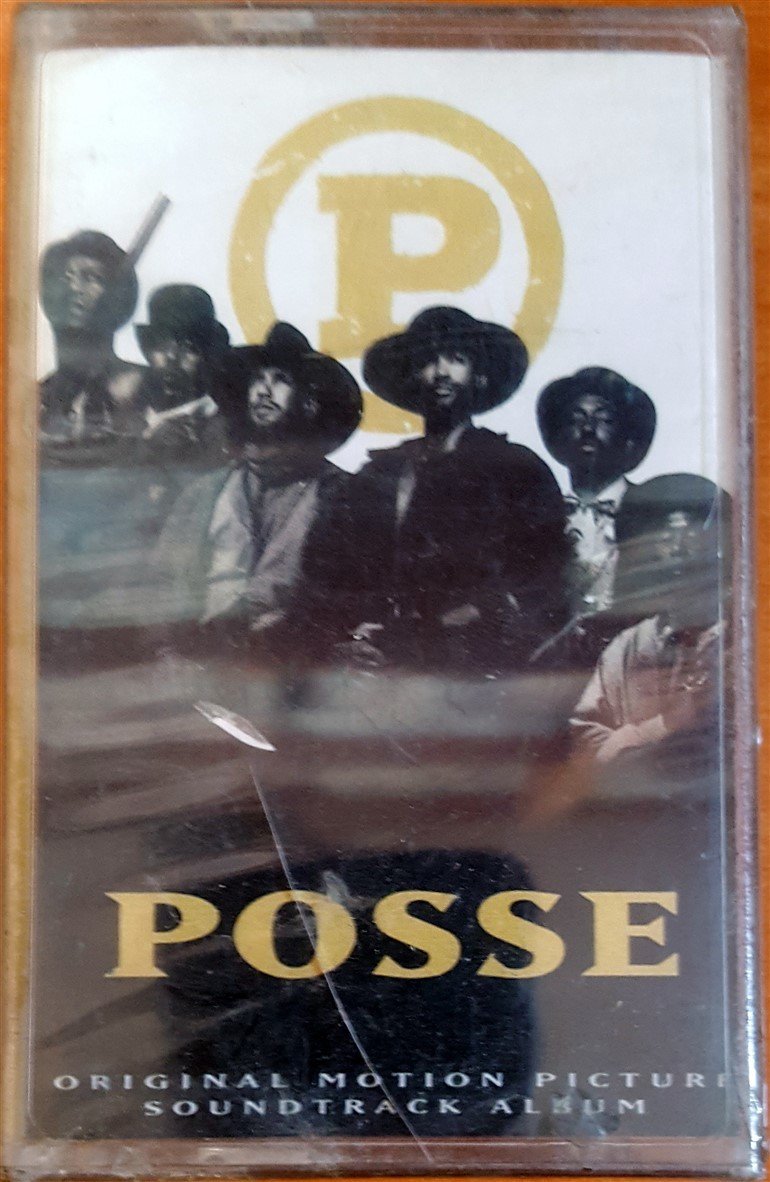 P
POSSE
ORIGINAL MOTION PICTURE
SOUNDTRACK ALBUM